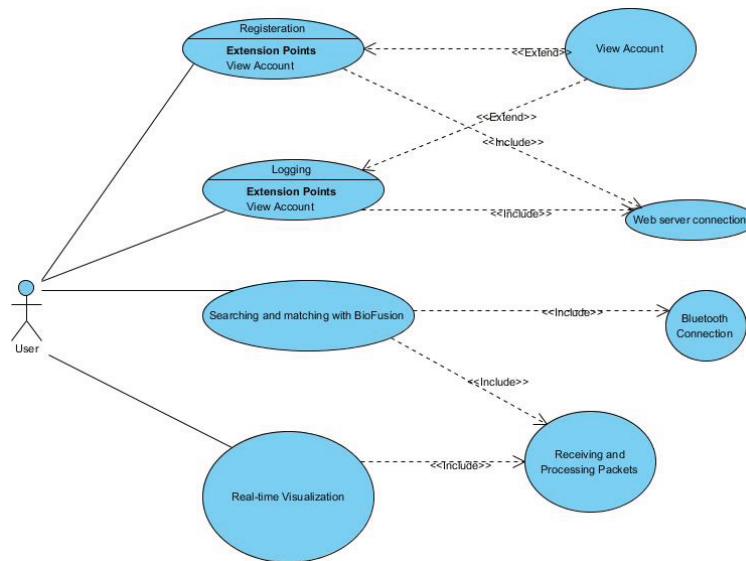 Registeration
Extension Points
View Account
<<Extend>>
View Account
<<Extend>>
<<Include>>
Logging
Extension Points
View Account
<<Include>>
Web server connection
User
Searching and matching with BioFusion
<<Include>>
Bluetooth
Connection
<<Include>>
Real-time Visualization
<<Include>>
Receiving and
Processing Packets